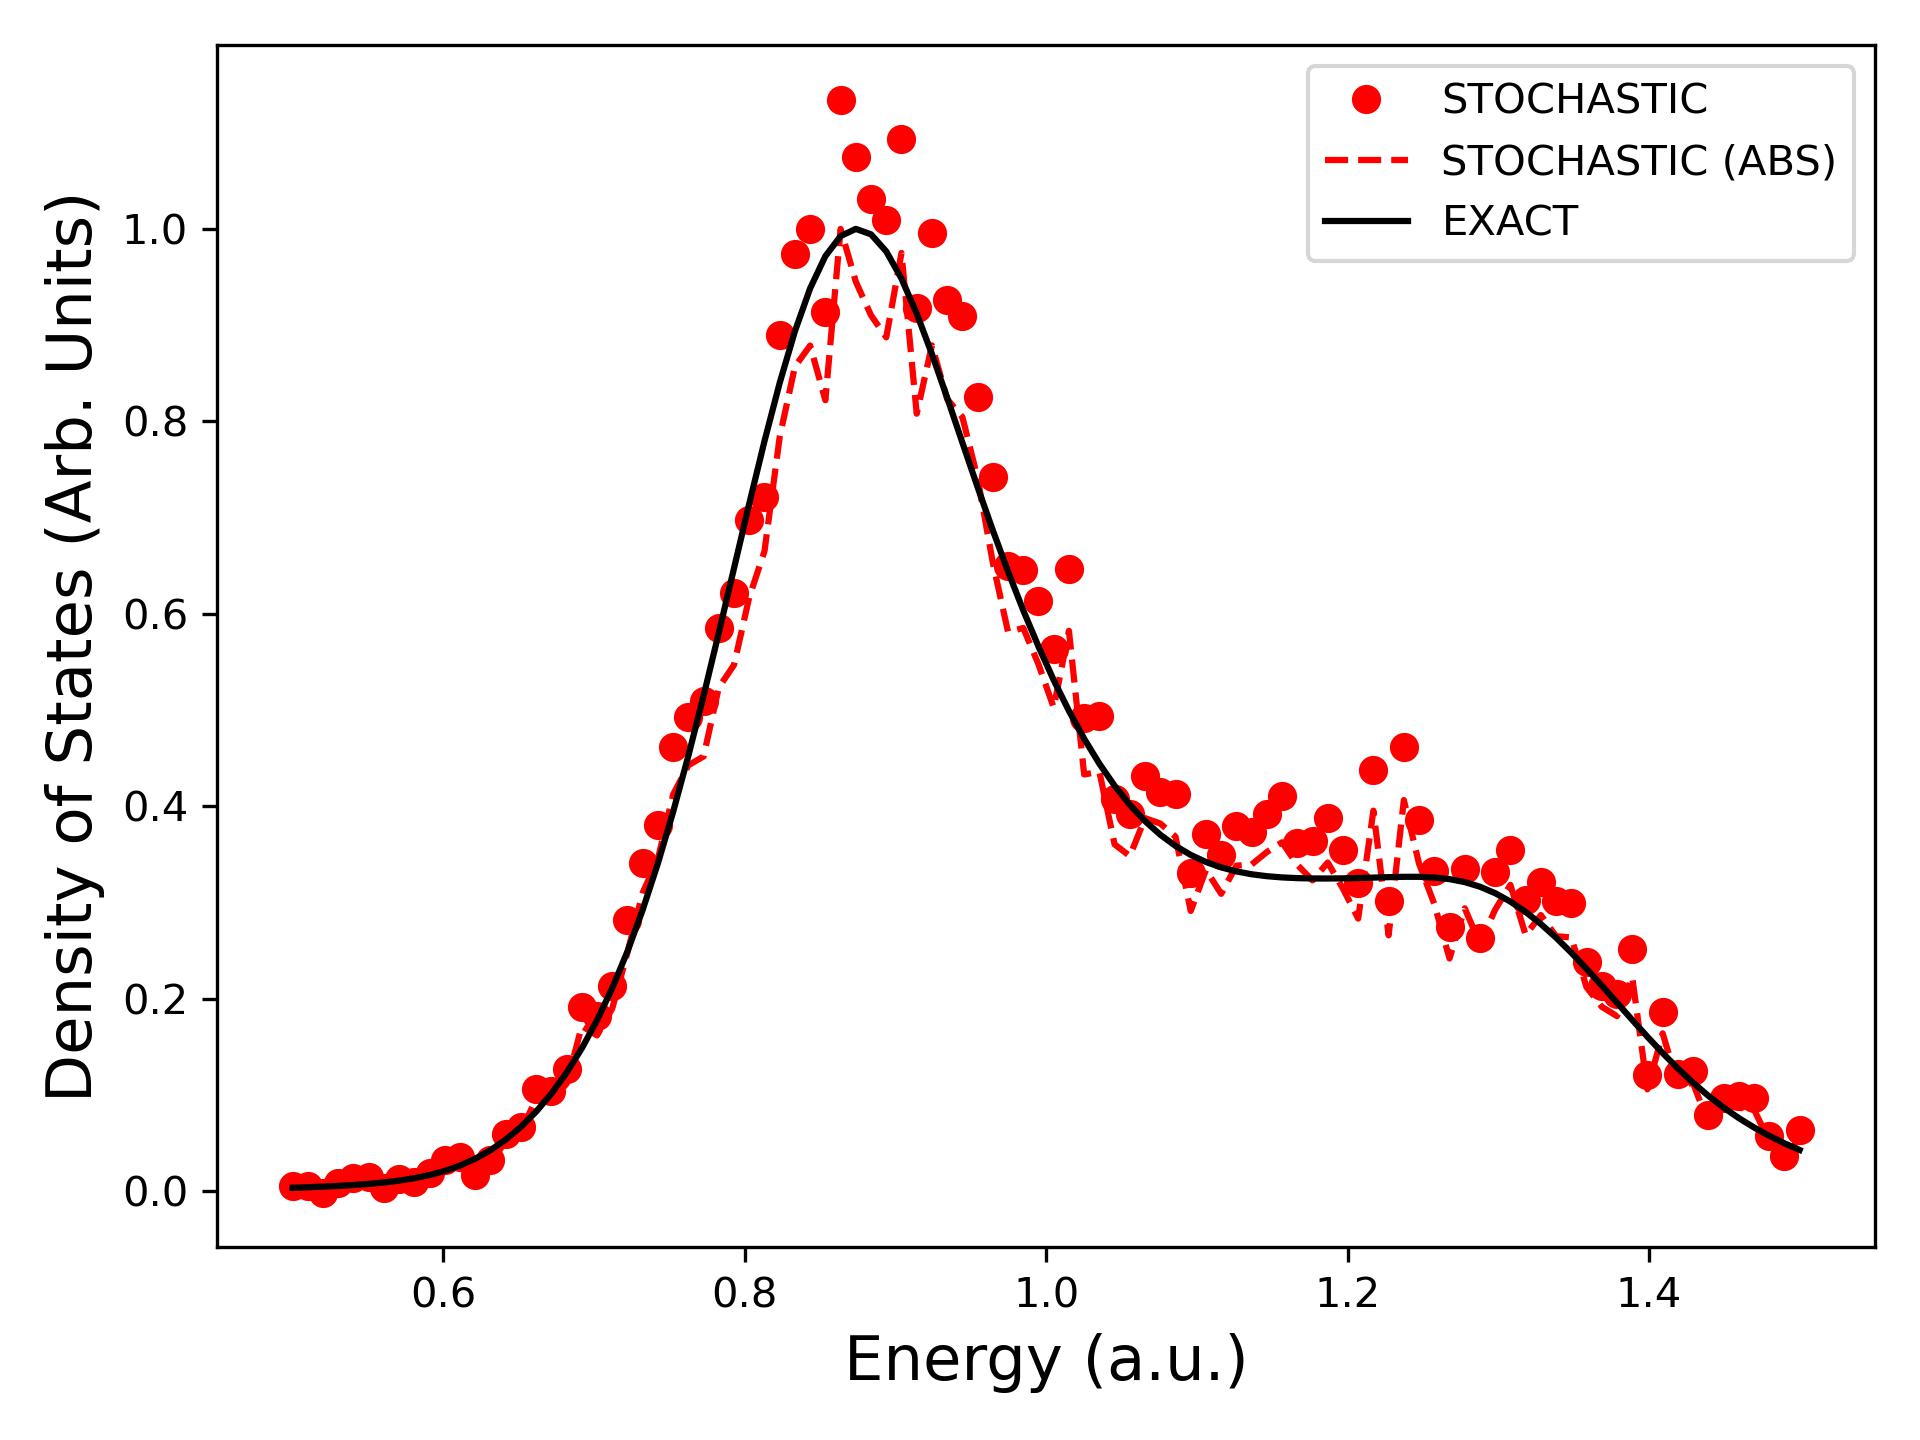 STOCHASTIC
STOCHASTIC (ABS)
EXACT
Density of States (Arb. Units)
1.0
0.8
0.6
0.4
0.2
0.0
0.6 0.8 1.0 1.2 1.4
Energy (a.u.)